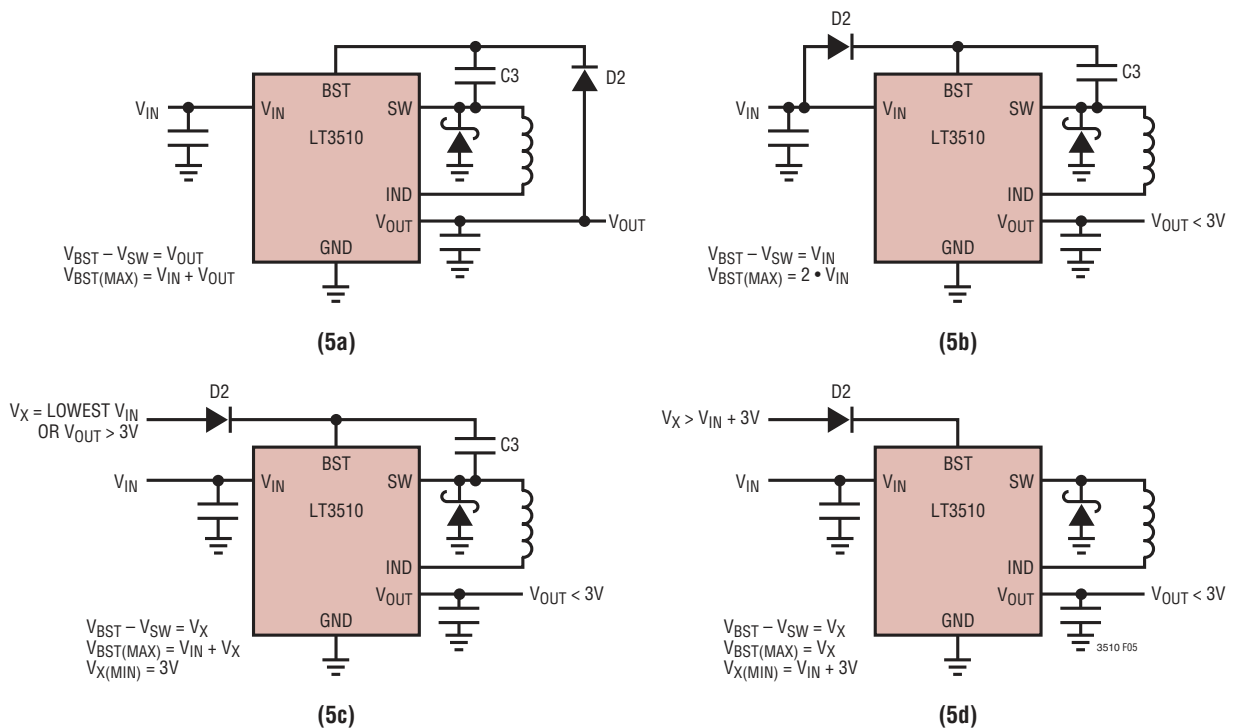 D2
BST
C3
D2
V_IN
V_IN
SW
LT3510
IND
V_OUT
V_OUT
GND
V_BST – V_SW = V_OUT
V_BST(MAX) = V_IN + V_OUT
(5a)
D2
BST
C3
V_IN
V_IN
SW
LT3510
IND
V_OUT
V_OUT < 3V
GND
V_BST – V_SW = V_IN
V_BST(MAX) = 2 • V_IN
(5b)
D2
V_X = LOWEST V_IN
OR V_OUT > 3V
BST
C3
V_IN
V_IN
SW
LT3510
IND
V_OUT
V_OUT < 3V
GND
V_BST – V_SW = V_X
V_BST(MAX) = V_IN + V_X
V_X(MIN) = 3V
(5c)
D2
V_X > V_IN + 3V
BST
V_IN
V_IN
SW
LT3510
IND
V_OUT
V_OUT < 3V
GND
V_BST – V_SW = V_X
V_BST(MAX) = V_X
V_X(MIN) = V_IN + 3V
3510 F05
(5d)